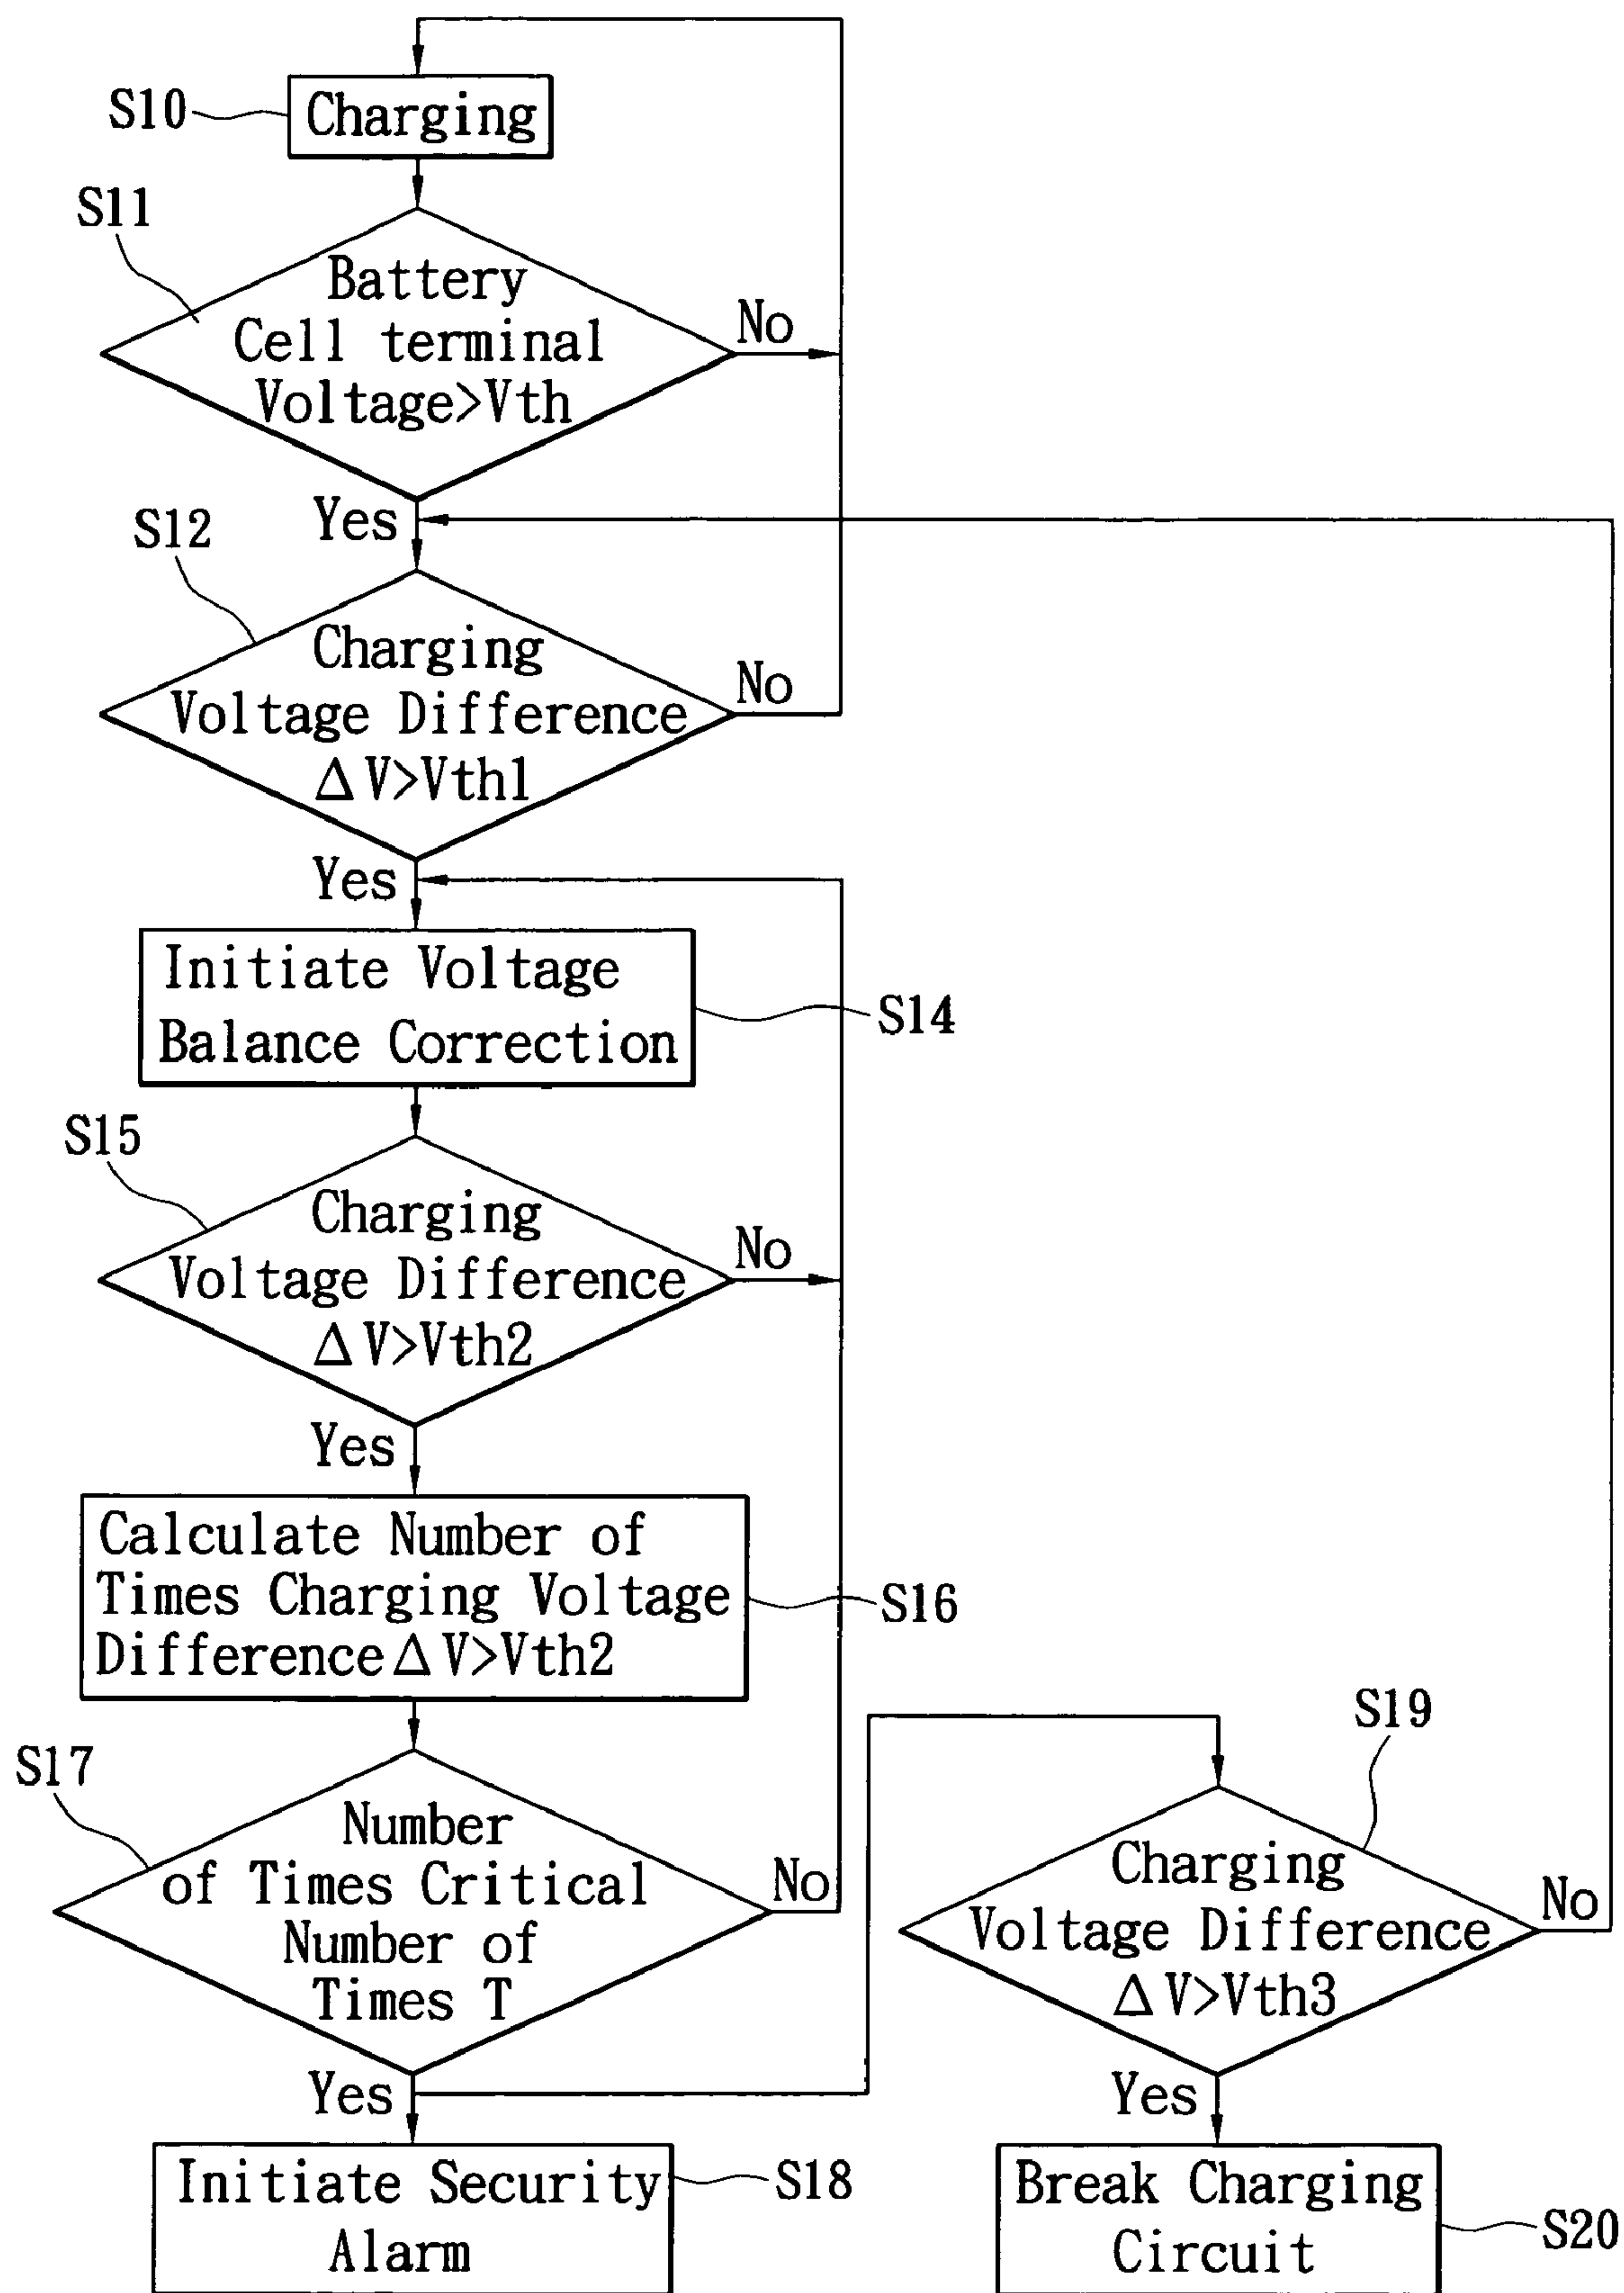 S10
Charging
S11
Battery
Cell terminal
Voltage>Vth
No
Yes
S12
Charging
Voltage Difference
ΔV>Vth1
No
Yes
Initiate Voltage
Balance Correction
S14
S15
Charging
Voltage Difference
ΔV>Vth2
No
Yes
Calculate Number of
Times Charging Voltage
Difference ΔV>Vth2
S16
S17
Number
of Times Critical
Number of
Times T
No
Yes
Initiate Security
Alarm
S18
S19
Charging
Voltage Difference
ΔV>Vth3
No
Yes
Break Charging
Circuit
S20